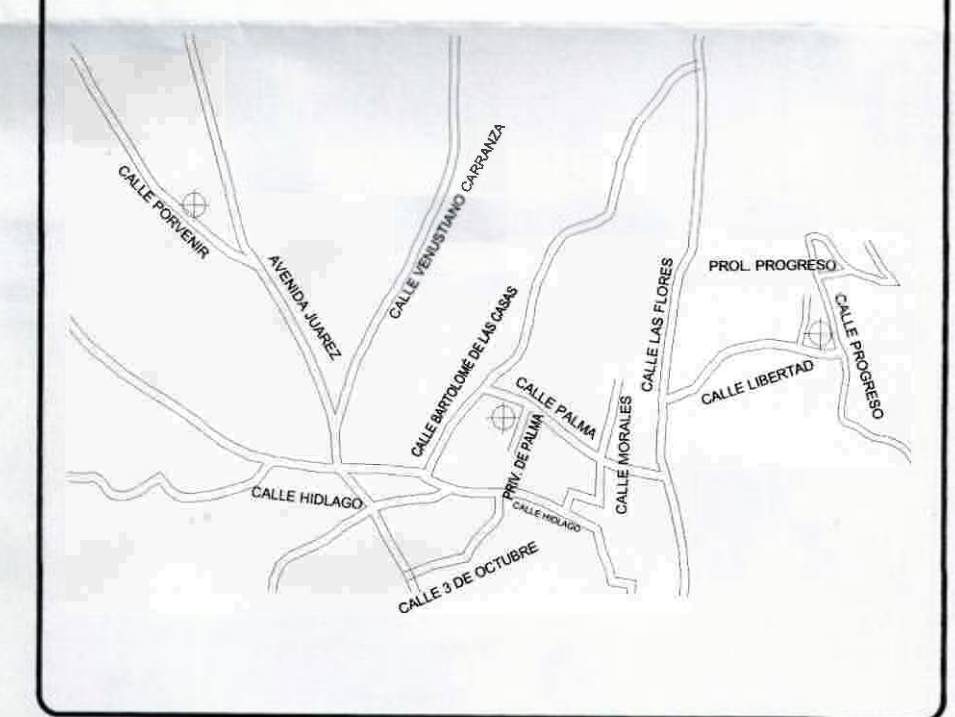 CALLE PORVENIR
AVENIDA JUAREZ
CALLE VENUSTIANO CARRANZA
CALLE BARTOLOMÉ DE LAS CASAS
CALLE PALMA
PRIV. DE PALMA
CALLE MORALES
CALLE LAS FLORES
PROL. PROGRESO
CALLE PROGRESO
CALLE LIBERTAD
CALLE HIDLAGO
CALLE HIDLAGO
CALLE 3 DE OCTUBRE